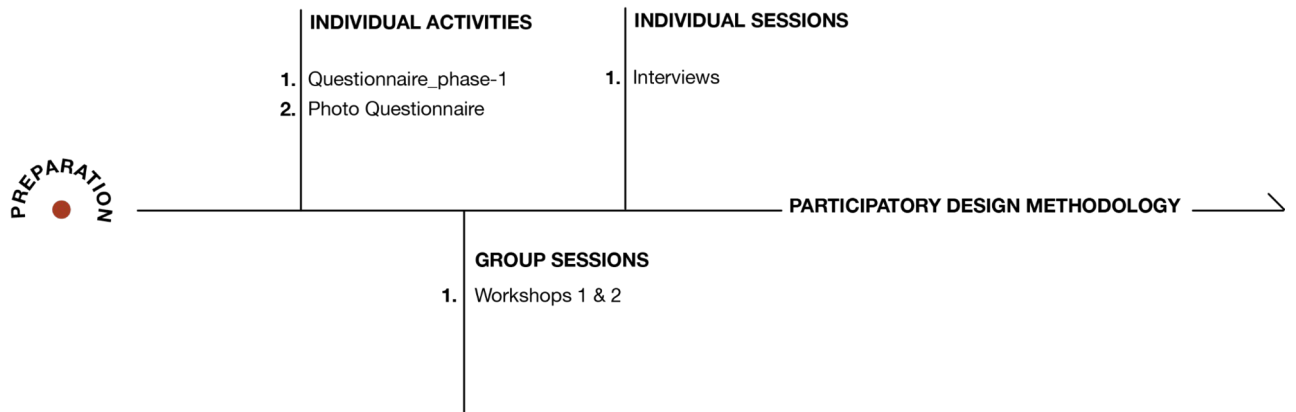 PREPARATION
INDIVIDUAL ACTIVITIES
1. Questionnaire_phase-1
2. Photo Questionnaire
GROUP SESSIONS
1. Workshops 1 & 2
INDIVIDUAL SESSIONS
1. Interviews
PARTICIPATORY DESIGN METHODOLOGY